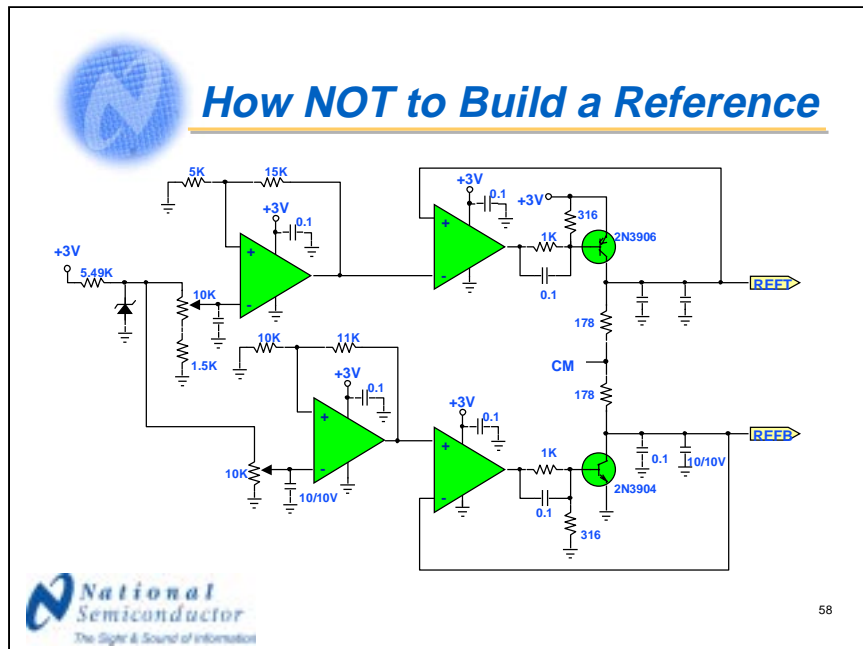 How NOT to Build a Reference
5K
15K
+3V
0.1
+
-
+3V
5.49K
10K
1.5K
+3V
0.1
+3V
316
2N3906
1K
0.1
+
-
REFT
178
CM
178
10K
11K
+3V
0.1
+
-
10K
10/10V
+3V
0.1
+
-
1K
0.1
2N3904
316
0.1
10/10V
REFB
National
Semiconductor
The Sight & Sound of Information
58